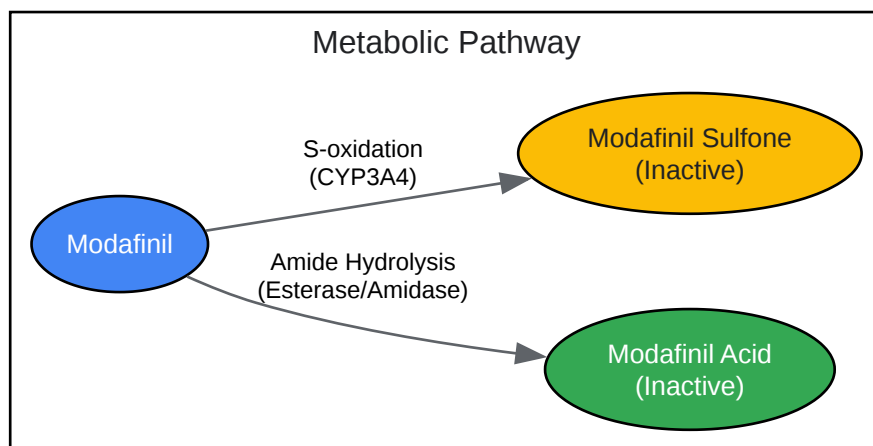 Metabolic Pathway
Modafinil Sulfone
(Inactive)
S-oxidation
(CYP3A4)
Modafinil
Amide Hydrolysis
(Esterase/Amidase)
Modafinil Acid
(Inactive)